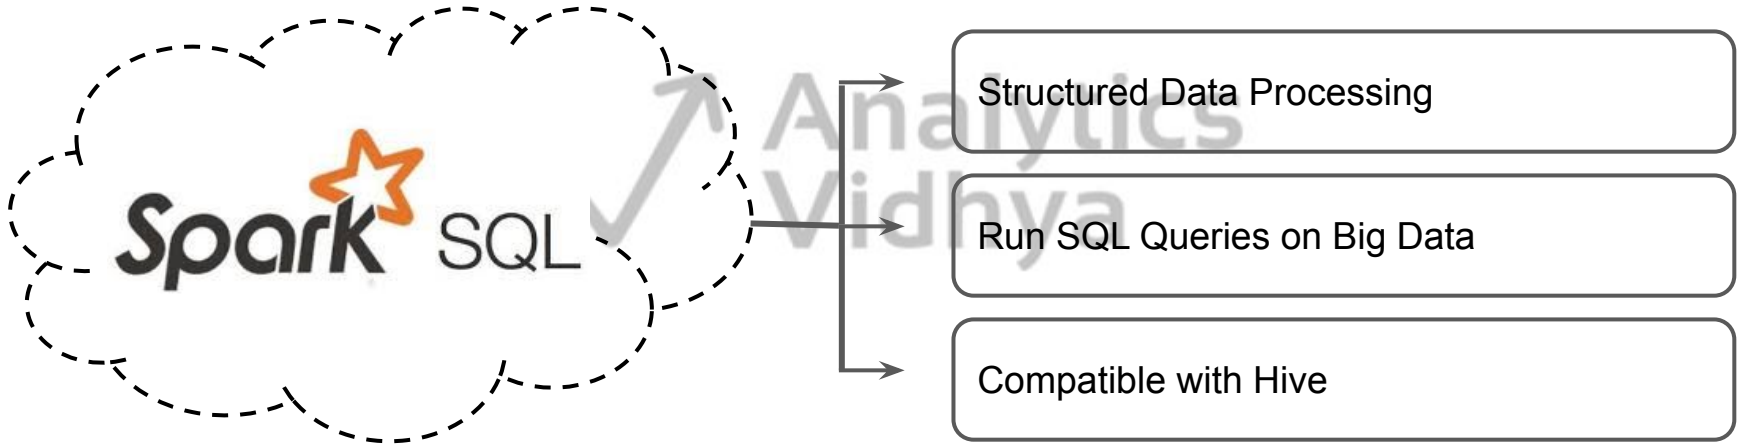 Spark SQL
Analytics
Vidhya
Structured Data Processing
Run SQL Queries on Big Data
Compatible with Hive